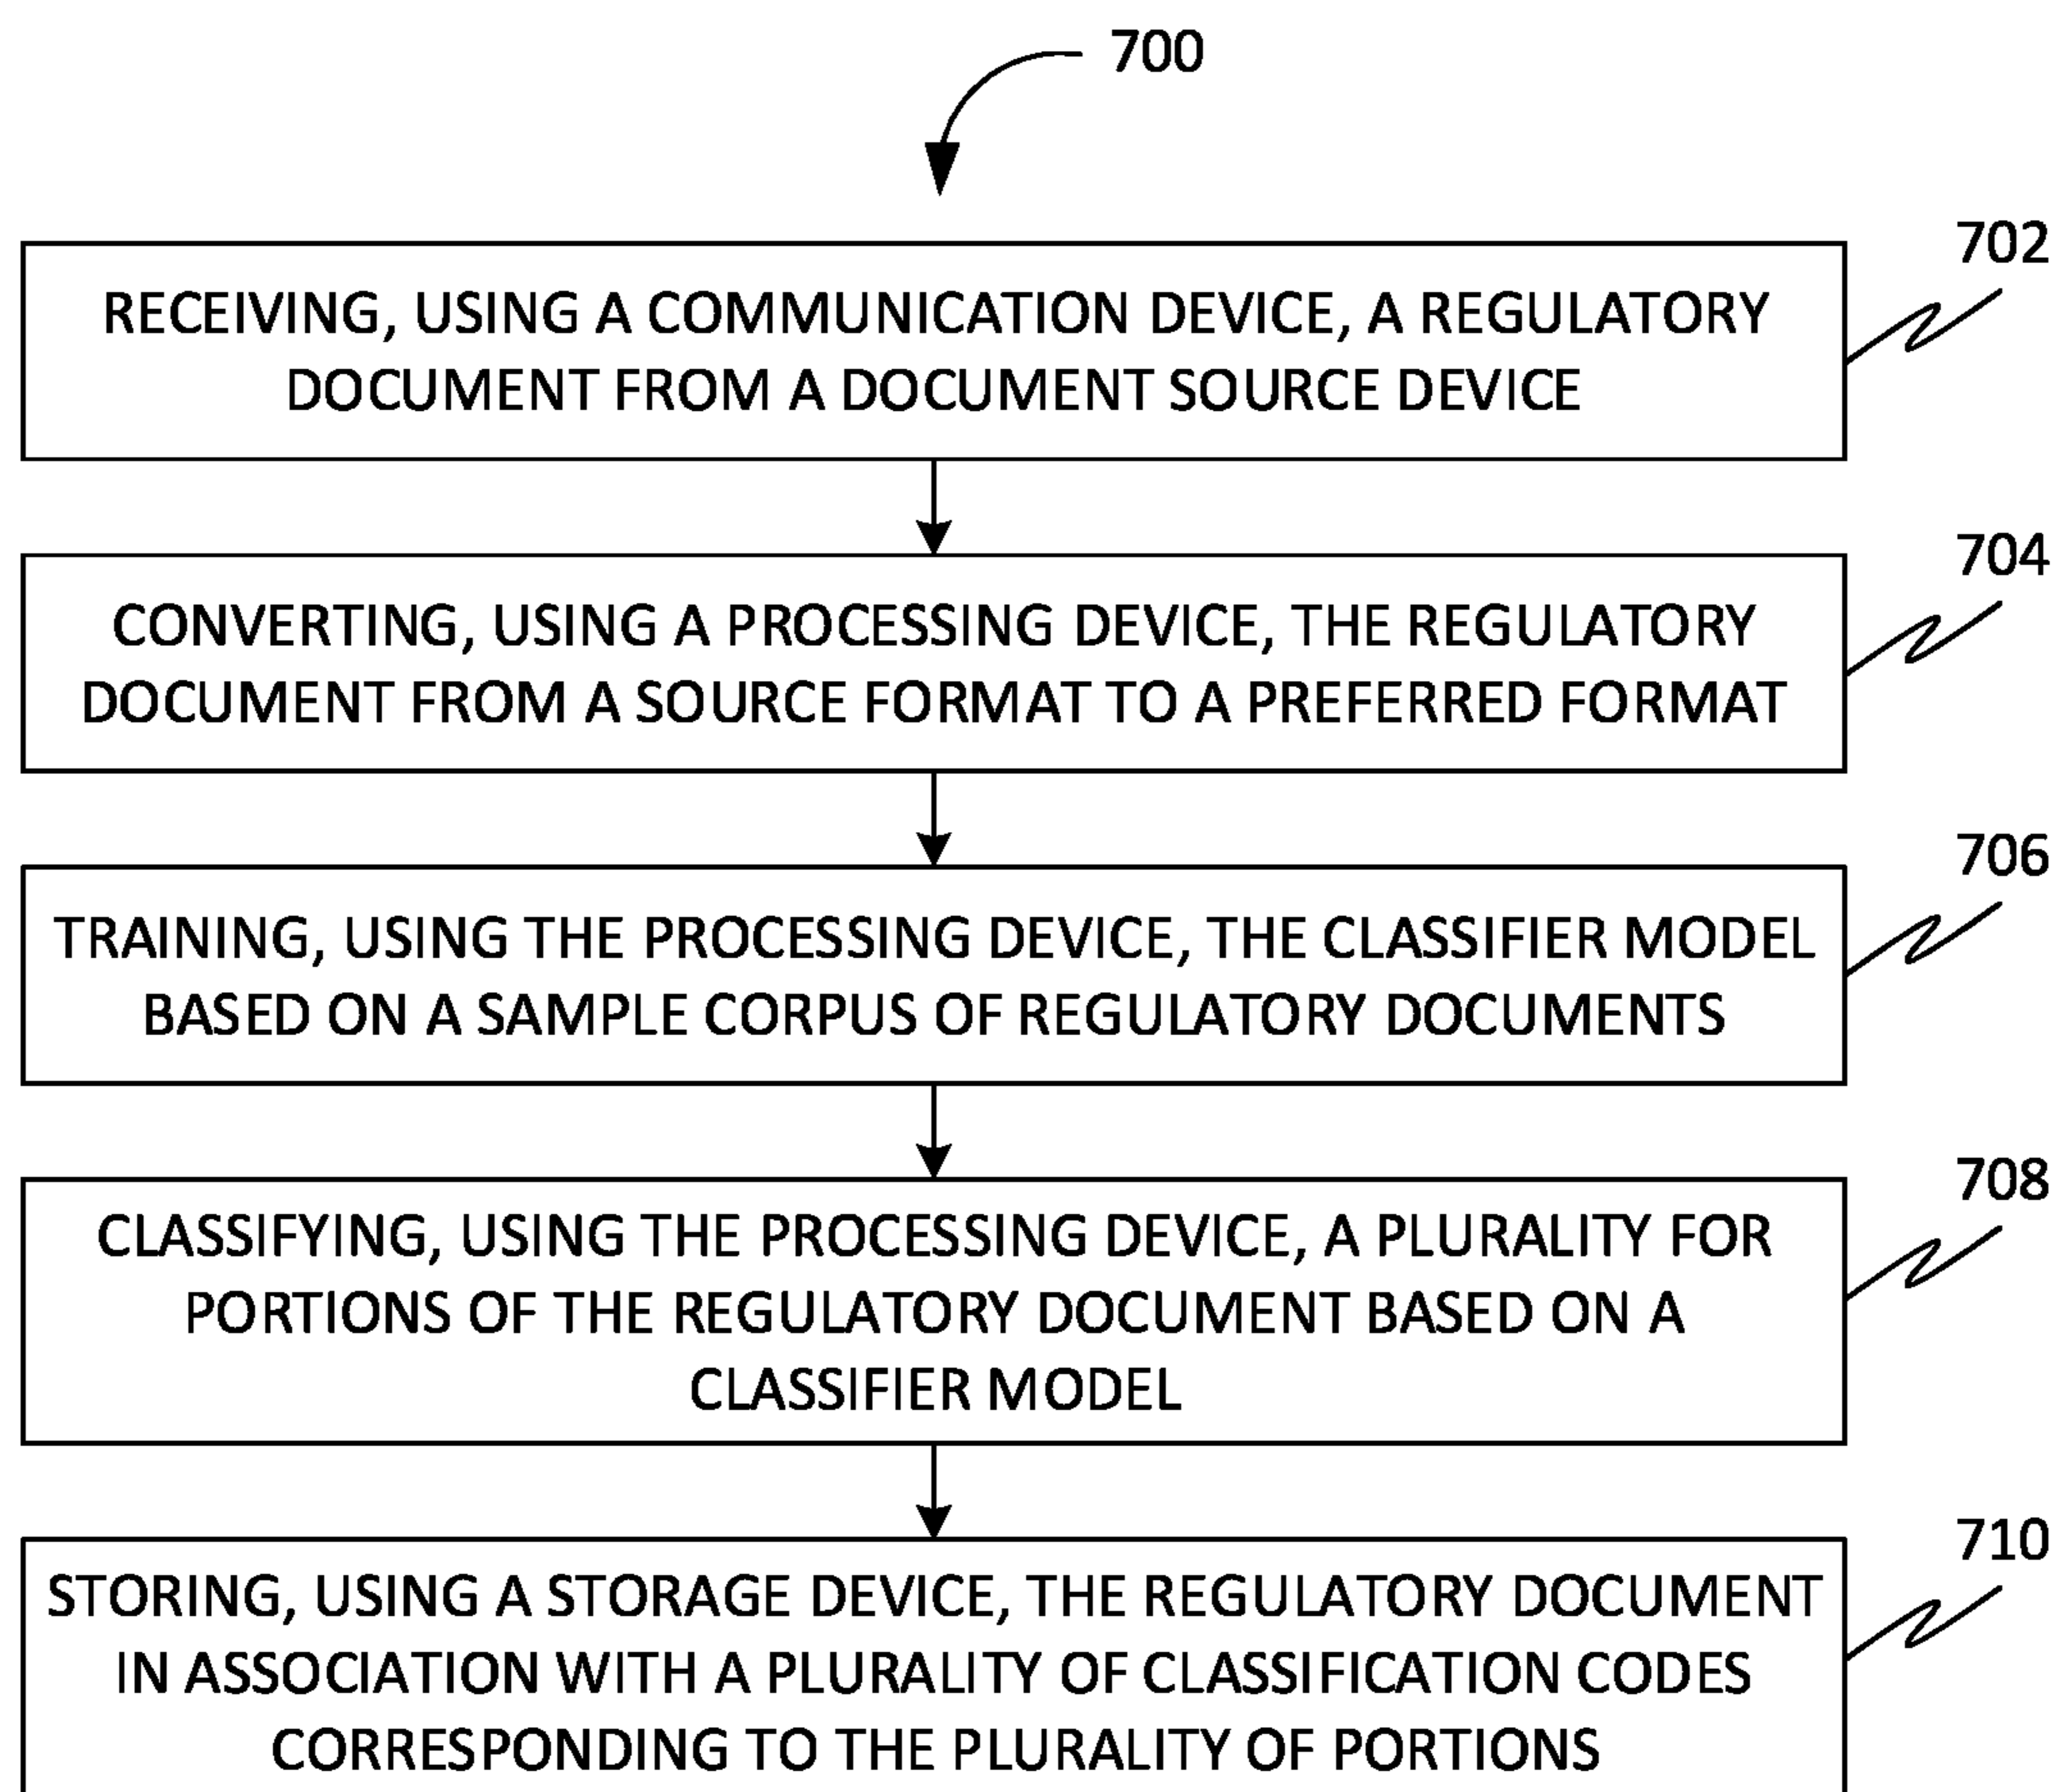 700
702
RECEIVING, USING A COMMUNICATION DEVICE, A REGULATORY
DOCUMENT FROM A DOCUMENT SOURCE DEVICE
704
CONVERTING, USING A PROCESSING DEVICE, THE REGULATORY
DOCUMENT FROM A SOURCE FORMAT TO A PREFERRED FORMAT
706
TRAINING, USING THE PROCESSING DEVICE, THE CLASSIFIER MODEL
BASED ON A SAMPLE CORPUS OF REGULATORY DOCUMENTS
708
CLASSIFYING, USING THE PROCESSING DEVICE, A PLURALITY FOR
PORTIONS OF THE REGULATORY DOCUMENT BASED ON A
CLASSIFIER MODEL
710
STORING, USING A STORAGE DEVICE, THE REGULATORY DOCUMENT
IN ASSOCIATION WITH A PLURALITY OF CLASSIFICATION CODES
CORRESPONDING TO THE PLURALITY OF PORTIONS